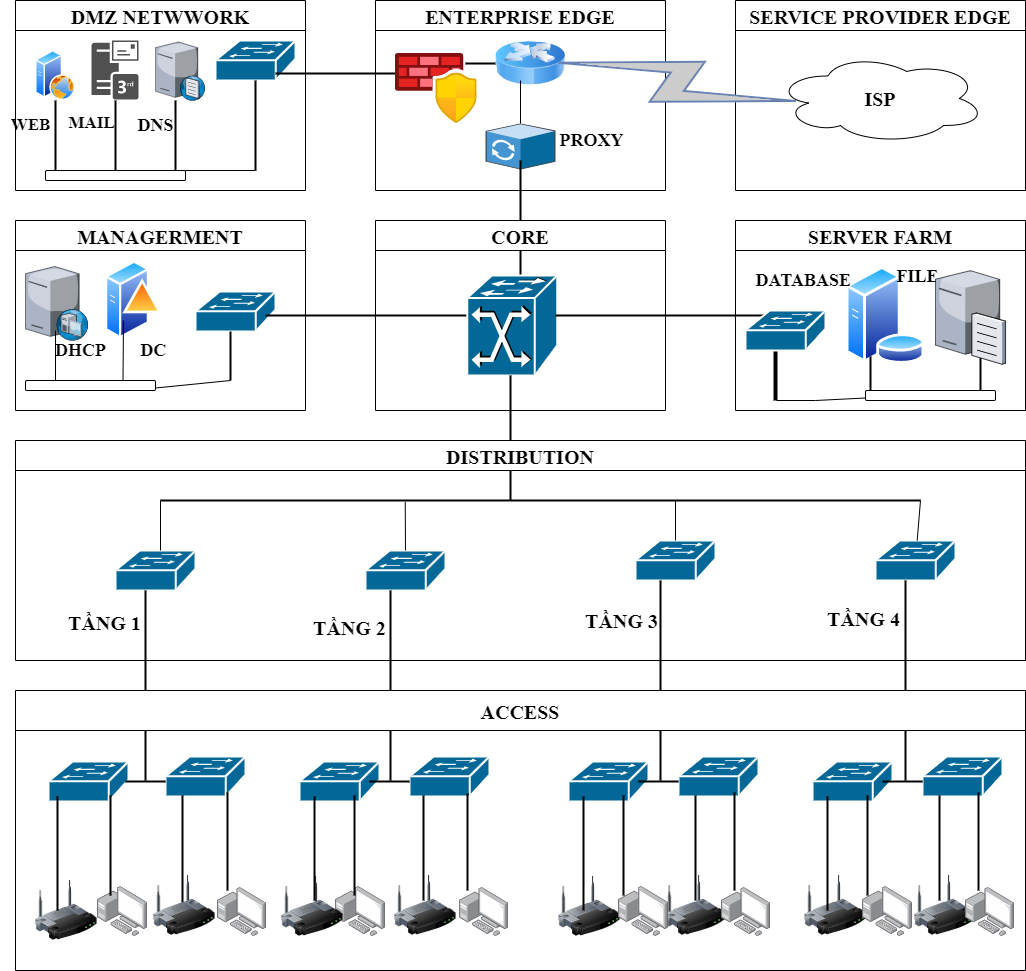 DMZ NETWWORK
ENTERPRISE EDGE
SERVICE PROVIDER EDGE
WEB
MAIL
3rd
DNS
PROXY
ISP
MANAGERMENT
CORE
SERVER FARM
DHCP
DC
DATABASE
FILE
DISTRIBUTION
TẦNG 1
TẦNG 2
TẦNG 3
TẦNG 4
ACCESS